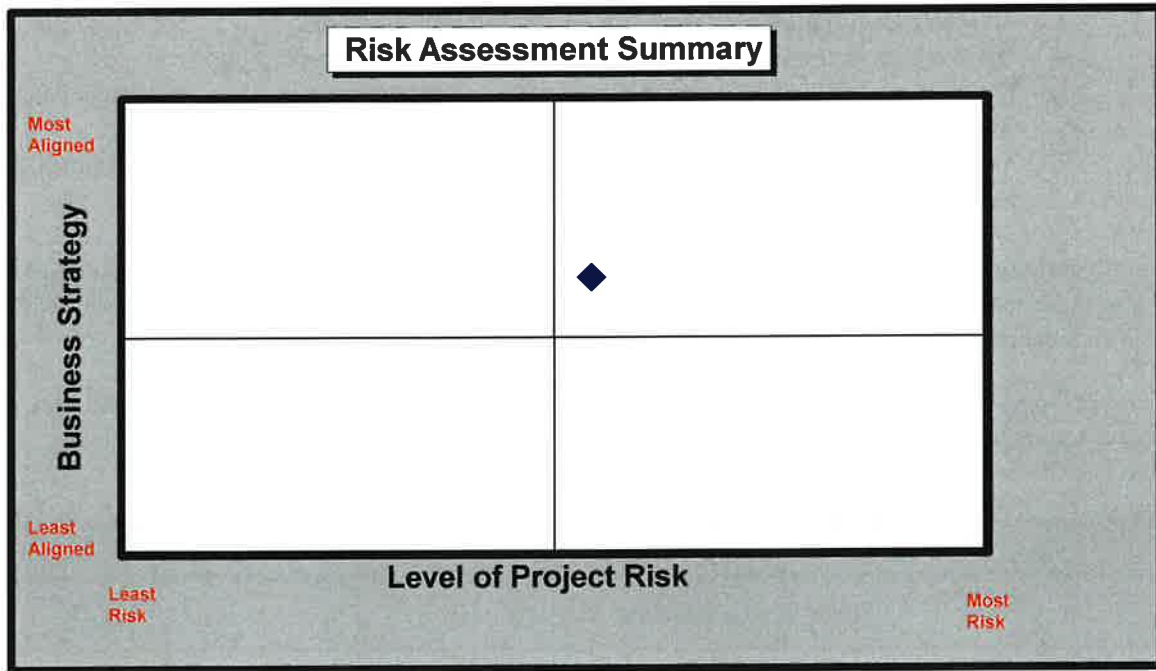 Risk Assessment Summary
Most
Aligned
Business Strategy
Least
Aligned
Level of Project Risk
Least
Risk
Most
Risk